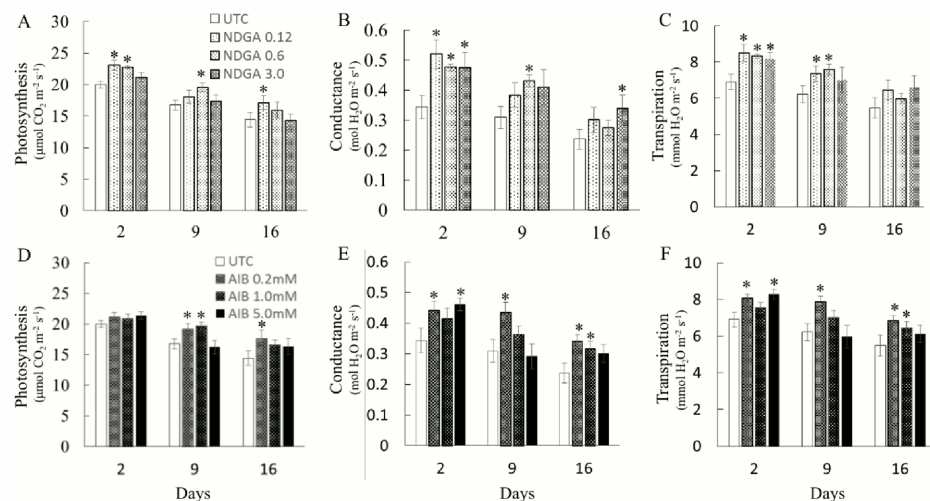 A
Photosynthesis
(μmol CO₂ m⁻² s⁻¹)
30
25
20
15
10
5
0
UTC
NDGA 0.12
NDGA 0.6
NDGA 3.0
* *
*
*
2 9 16
B
Conductance
(mol H₂O m⁻² s⁻¹)
0.6
0.5
0.4
0.3
0.2
0.1
0
* * *
*
*
2 9 16
C
Transpiration
(mmol H₂O m⁻² s⁻¹)
10
8
6
4
2
0
* * *
* *
2 9 16
D
Photosynthesis
(μmol CO₂ m⁻² s⁻¹)
30
25
20
15
10
5
0
UTC
AIB 0.2mM
AIB 1.0mM
AIB 5.0mM
* *
*
2 9 16
Days
E
Conductance
(mol H₂O m⁻² s⁻¹)
0.6
0.5
0.4
0.3
0.2
0.1
0
* *
*
* *
2 9 16
Days
F
Transpiration
(mmol H₂O m⁻² s⁻¹)
10
8
6
4
2
0
* *
*
* *
2 9 16
Days